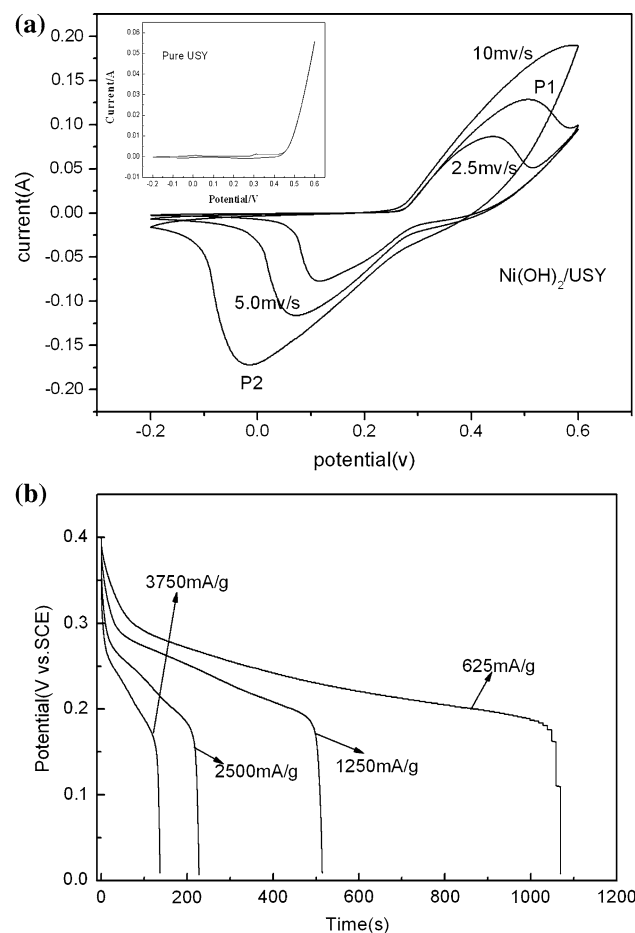 (a)
0.20
0.15
0.10
0.05
0.00
-0.05
-0.10
-0.15
-0.20
current(A)
0.06
0.05
0.04
0.03
0.02
0.01
0.00
-0.01
Current/A
Pure USY
-0.2 -0.1 0.0 0.1 0.2 0.3 0.4 0.5 0.6
Potential/V
10mv/s
P1
2.5mv/s
5.0mv/s
Ni(OH)2/USY
P2
-0.2 0.0 0.2 0.4 0.6
potential(v)
(b)
0.4
0.3
0.2
0.1
0.0
Potential(V vs.SCE)
3750mA/g
625mA/g
2500mA/g
1250mA/g
0 200 400 600 800 1000 1200
Time(s)